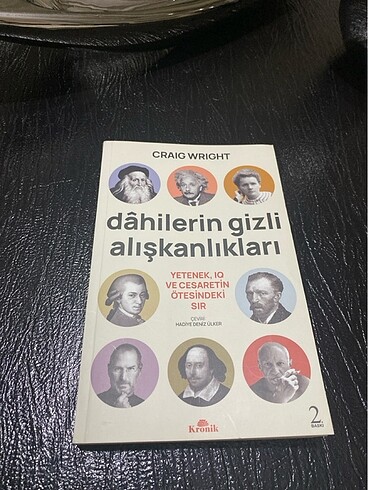 CRAIG WRIGHT
dâhilerin gizli
alışkanlıkları
YETENEK, IQ
VE CESARETİN
ÖTESİNDEKİ
SIR
ÇEVİRİ
HADİYE DENİZ ÜLKER
Kronik
2.
BASKI